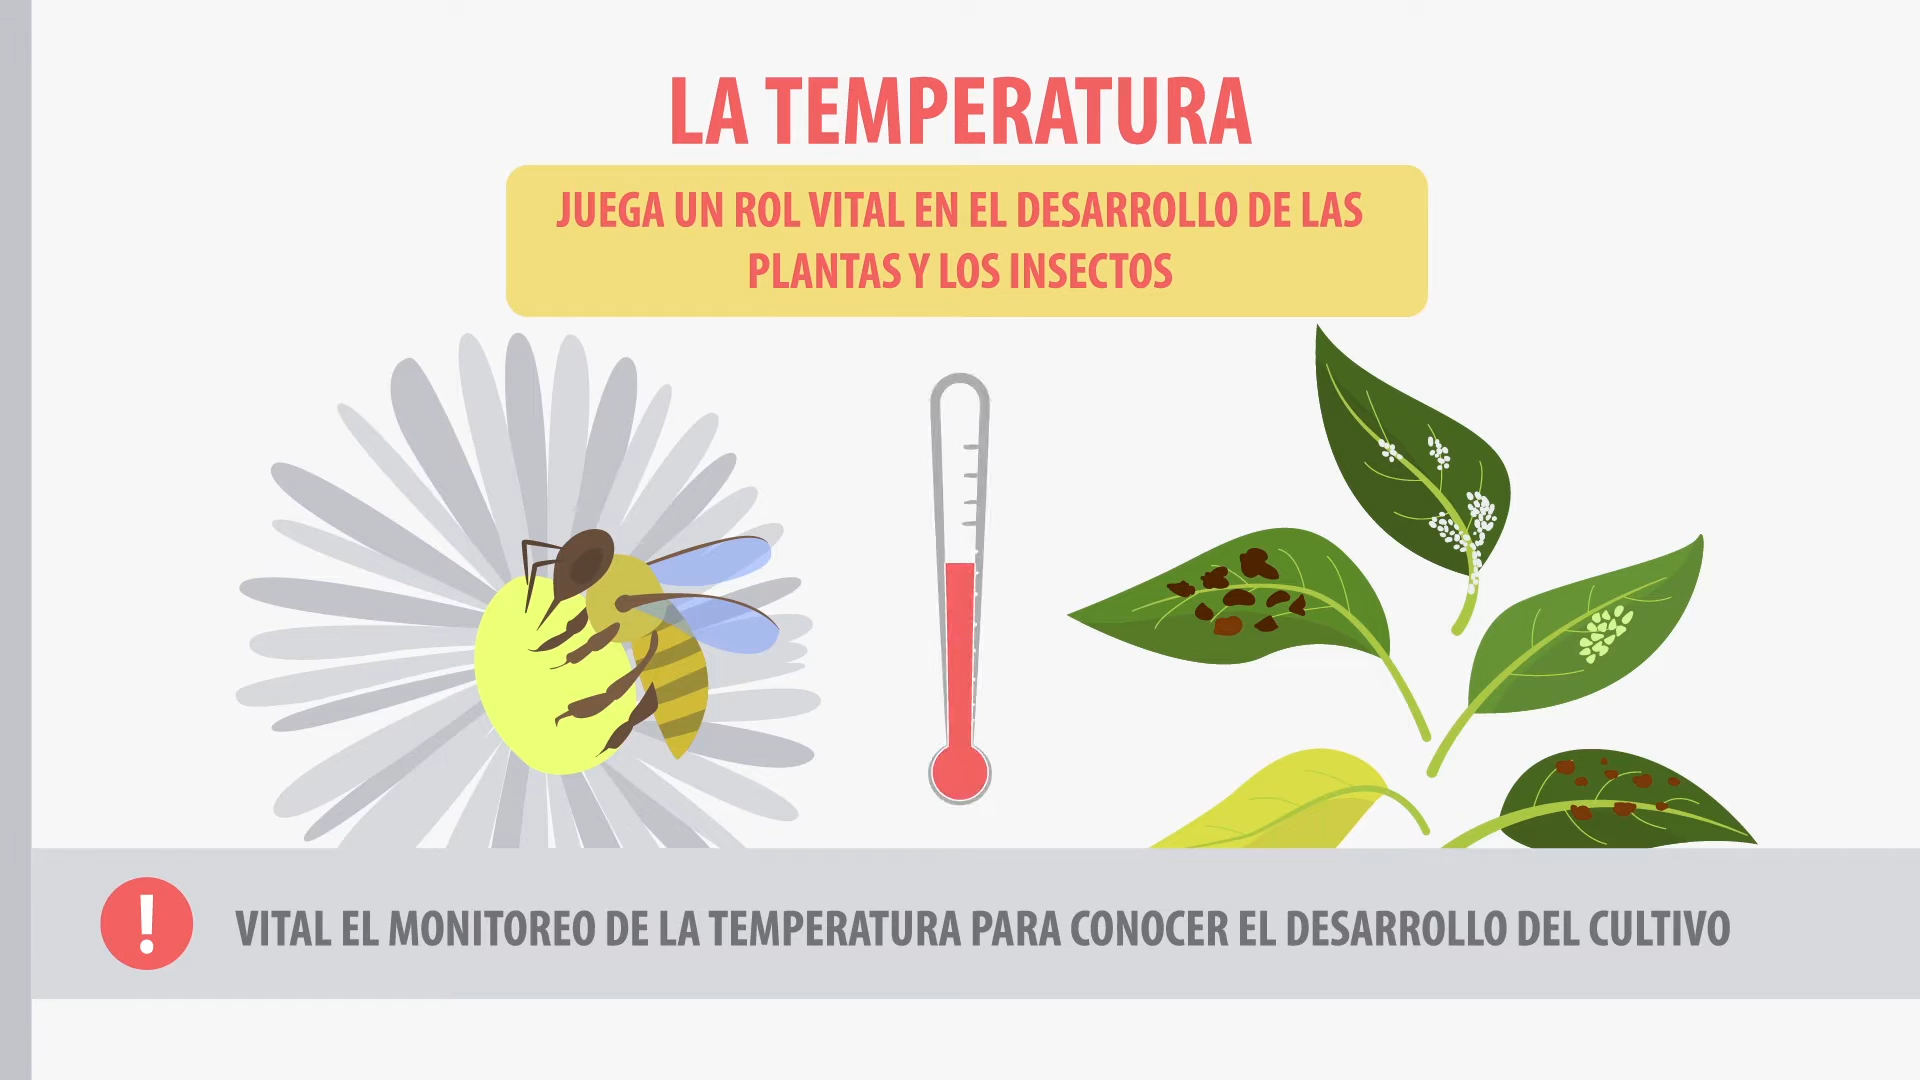 LA TEMPERATURA
JUEGA UN ROL VITAL EN EL DESARROLLO DE LAS
PLANTAS Y LOS INSECTOS
! VITAL EL MONITOREO DE LA TEMPERATURA PARA CONOCER EL DESARROLLO DEL CULTIVO